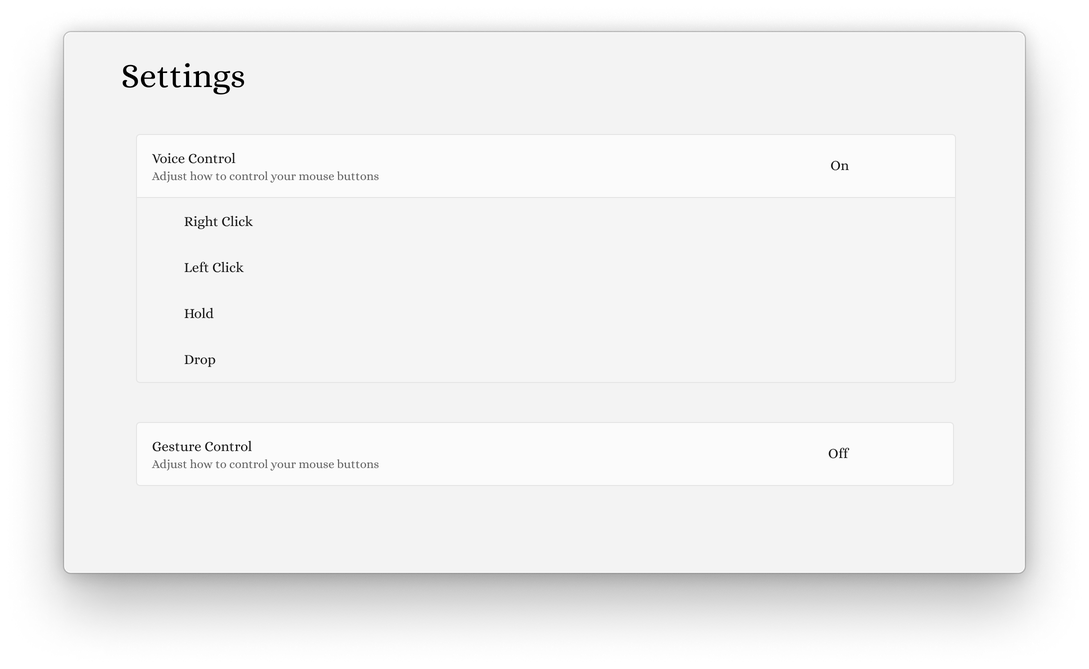 Settings
Voice Control
Adjust how to control your mouse buttons
On
Right Click
Left Click
Hold
Drop
Gesture Control
Adjust how to control your mouse buttons
Off